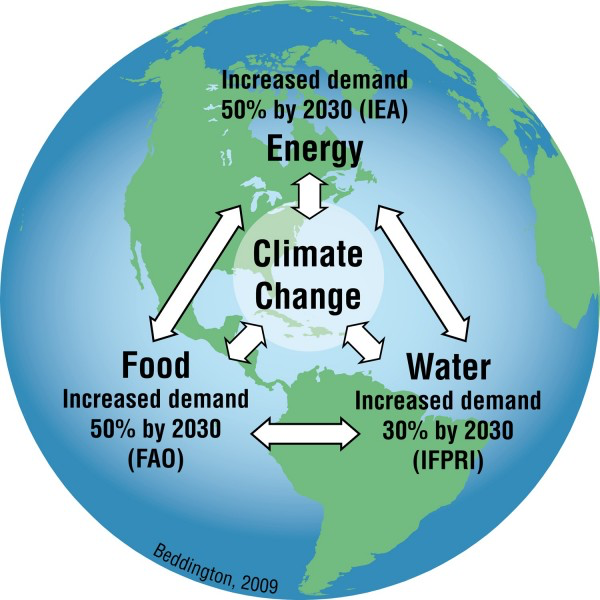 Increased demand
50% by 2030 (IEA)
Energy
Climate
Change
Food
Increased demand
50% by 2030
(FAO)
Water
Increased demand
30% by 2030
(IFPRI)
Beddington, 2009